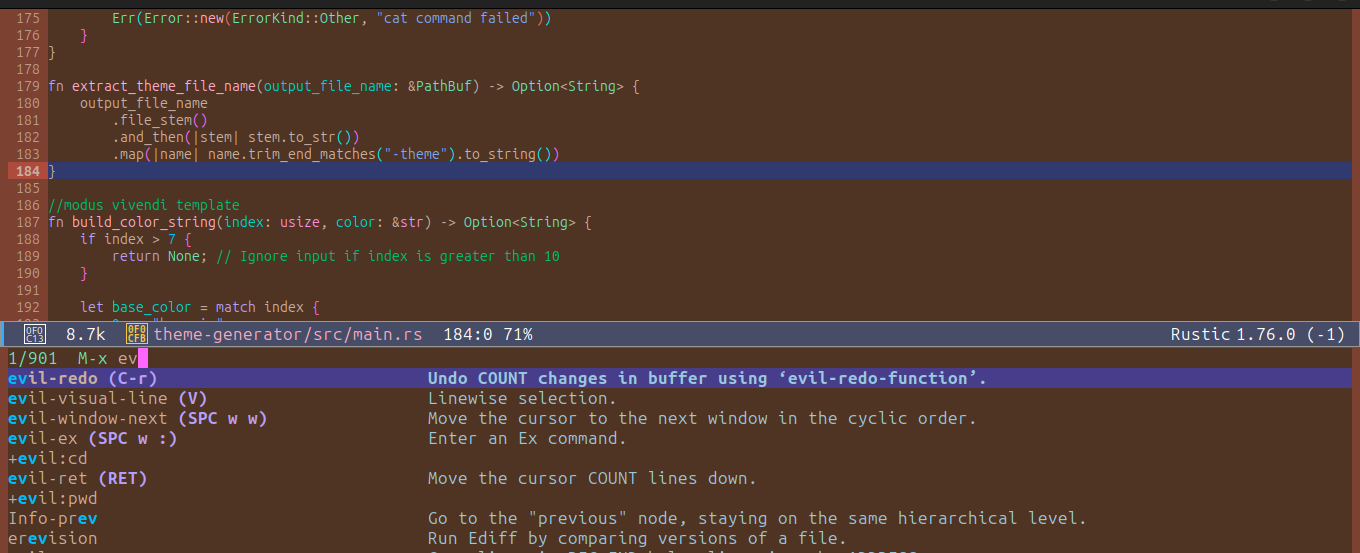 175         Err(Error::new(ErrorKind::Other, "cat command failed"))
176     }
177 }
178
179 fn extract_theme_file_name(output_file_name: &PathBuf) -> Option<String> {
180     output_file_name
181         .file_stem()
182         .and_then(|stem| stem.to_str())
183         .map(|name| name.trim_end_matches("-theme").to_string())
184 }
185
186 //modus vivendi template
187 fn build_color_string(index: usize, color: &str) -> Option<String> {
188     if index > 7 {
189         return None; // Ignore input if index is greater than 10
190     }
191
192     let base_color = match index {
0F0 C13 8.7k 0F0 CFB theme-generator/src/main.rs 184:0 71% Rustic 1.76.0 (-1)
1/901 M-x ev
evil-redo (C-r) Undo COUNT changes in buffer using ‘evil-redo-function’.
evil-visual-line (V) Linewise selection.
evil-window-next (SPC w w) Move the cursor to the next window in the cyclic order.
evil-ex (SPC w :) Enter an Ex command.
+evil:cd
evil-ret (RET) Move the cursor COUNT lines down.
+evil:pwd
Info-prev Go to the "previous" node, staying on the same hierarchical level.
erevision Run Ediff by comparing versions of a file.